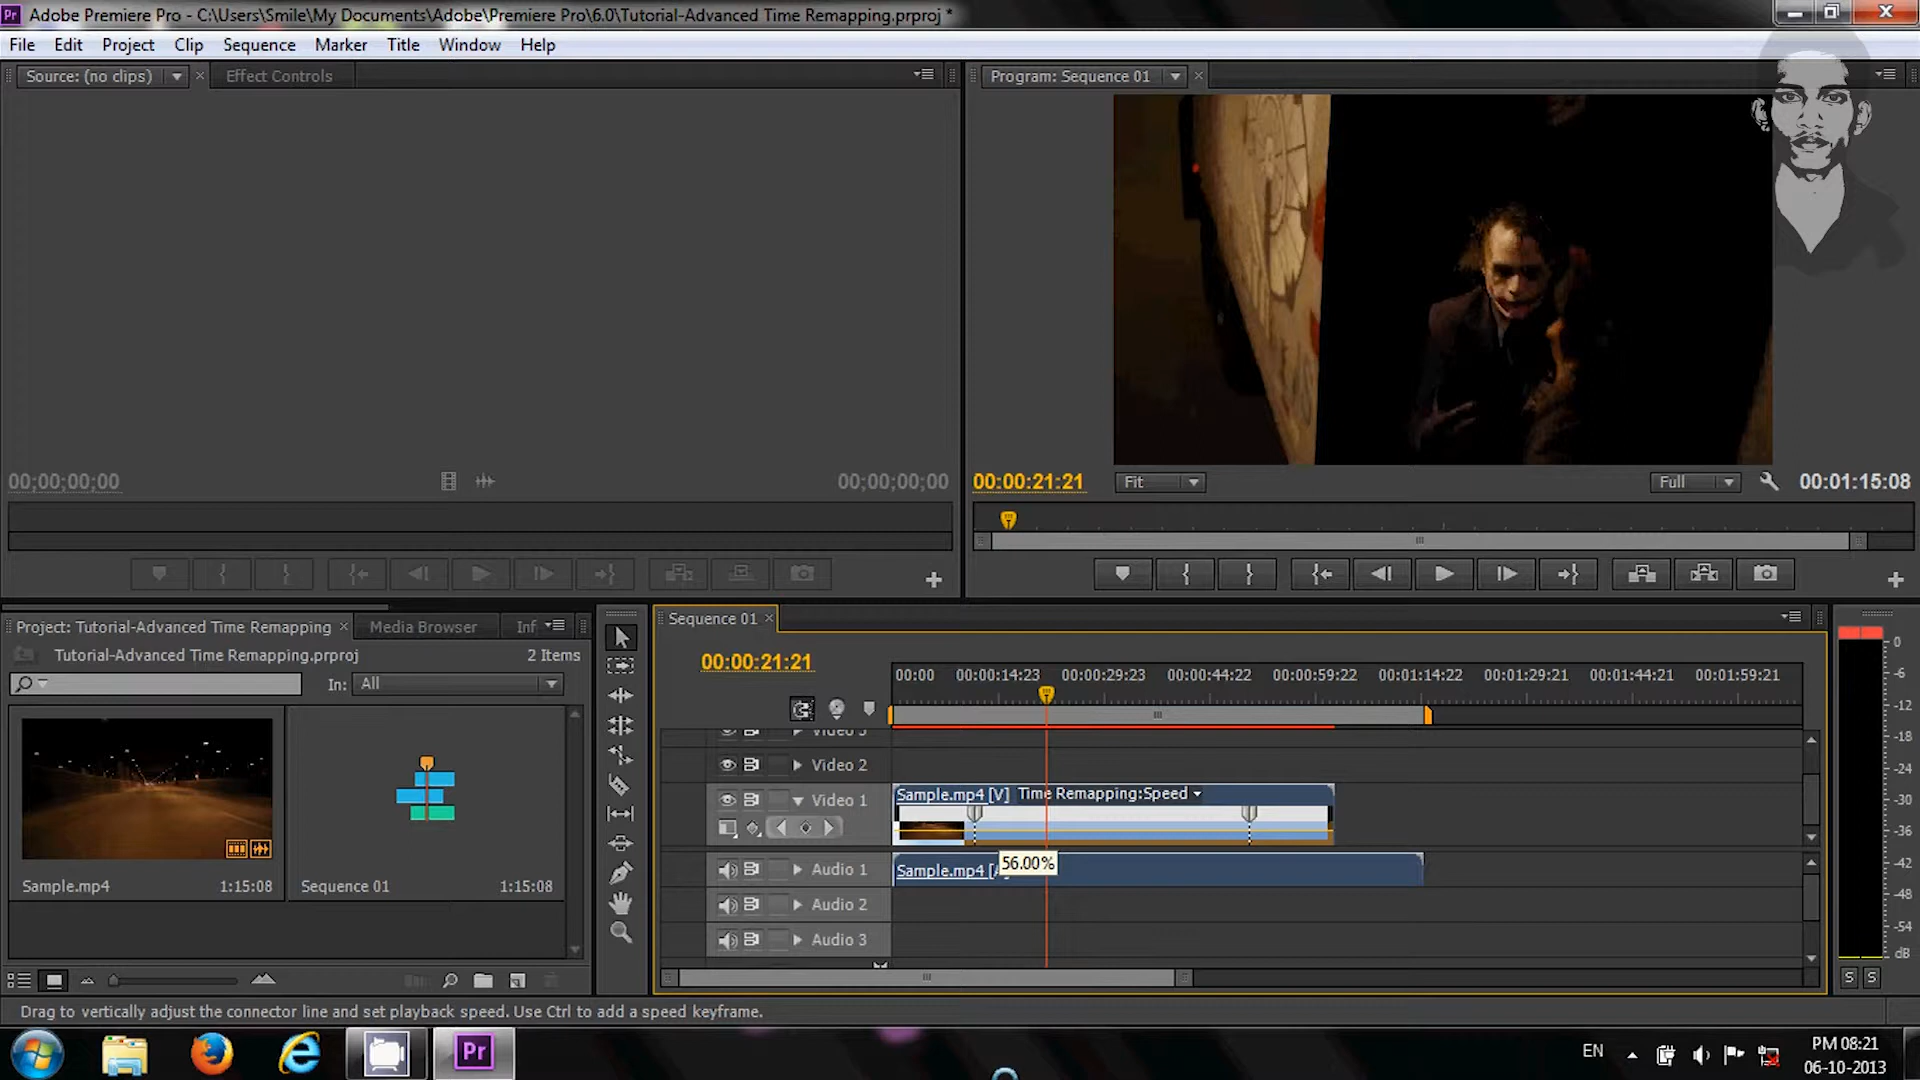 Pr Adobe Premiere Pro - C:\Users\Smile\My Documents\Adobe\Premiere Pro\6.0\Tutorial-Advanced Time Remapping.prproj *
File Edit Project Clip Sequence Marker Title Window Help
Source: (no clips) Effect Controls
Program: Sequence 01
00;00;00;00 00;00;00;00
00:00:21:21 Fit Full 00:01:15:08
Project: Tutorial-Advanced Time Remapping Media Browser Inf
Tutorial-Advanced Time Remapping.prproj 2 Items
In: All
Sample.mp4 1:15:08
Sequence 01 1:15:08
Sequence 01
00:00:21:21
00:00 00:00:14:23 00:00:29:23 00:00:44:22 00:00:59:22 00:01:14:22 00:01:29:21 00:01:44:21 00:01:59:21
Video 3
Video 2
Video 1 Sample.mp4 [V] Time Remapping:Speed
56.00%
Audio 1 Sample.mp4 [A]
Audio 2
Audio 3
0
-6
-12
-18
-24
-30
-36
-42
-48
-54
dB
S S
Drag to vertically adjust the connector line and set playback speed. Use Ctrl to add a speed keyframe.
Pr
EN
PM 08:21
06-10-2013